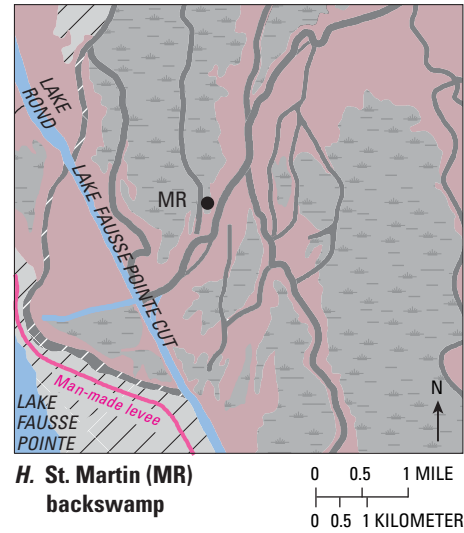 LAKE
ROND
LAKE FAUSSE POINTE CUT
MR
Man-made levee
LAKE
FAUSSE
POINTE
N
H. St. Martin (MR)
backswamp
0 0.5 1 MILE
0 0.5 1 KILOMETER